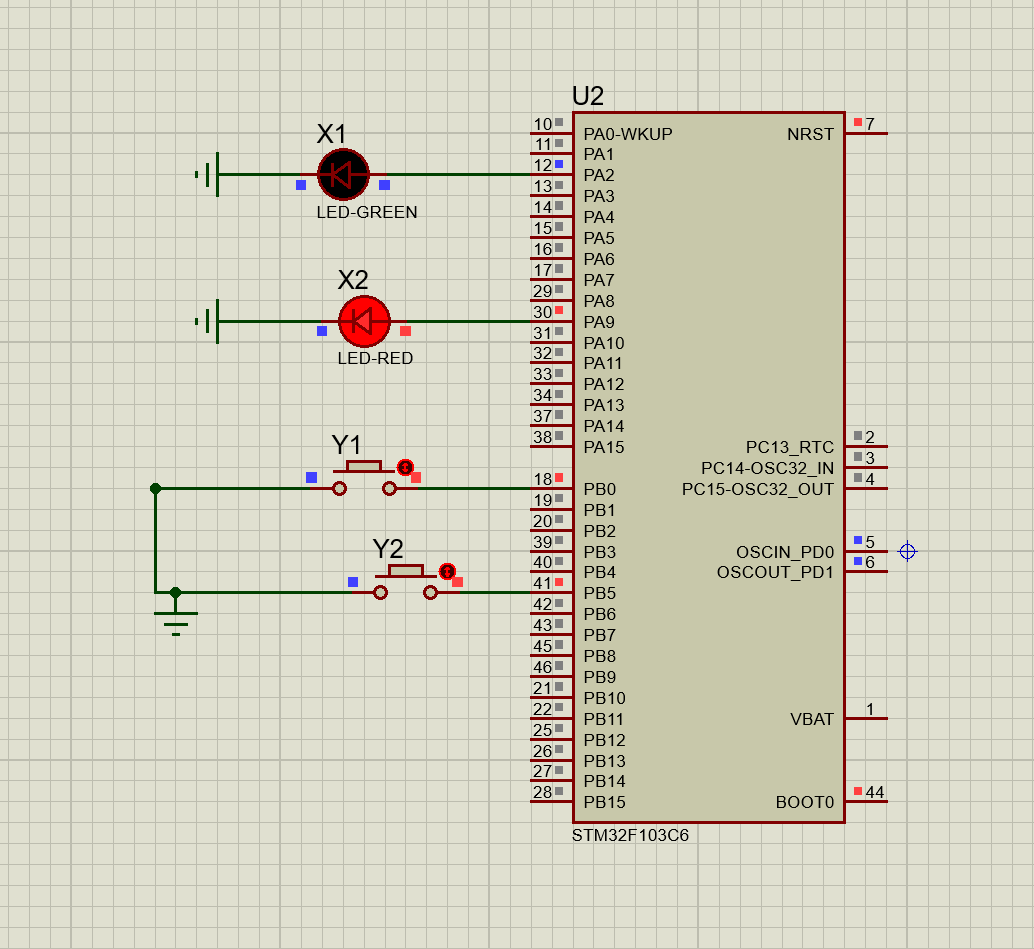 U2
X1
LED-GREEN
X2
LED-RED
Y1
Y2
10 PA0-WKUP
11 PA1
12 PA2
13 PA3
14 PA4
15 PA5
16 PA6
17 PA7
29 PA8
30 PA9
31 PA10
32 PA11
33 PA12
34 PA13
37 PA14
38 PA15
18 PB0
19 PB1
20 PB2
39 PB3
40 PB4
41 PB5
42 PB6
43 PB7
45 PB8
46 PB9
21 PB10
22 PB11
25 PB12
26 PB13
27 PB14
28 PB15
NRST 7
PC13_RTC 2
PC14-OSC32_IN 3
PC15-OSC32_OUT 4
OSCIN_PD0 5
OSCOUT_PD1 6
VBAT 1
BOOT0 44
STM32F103C6